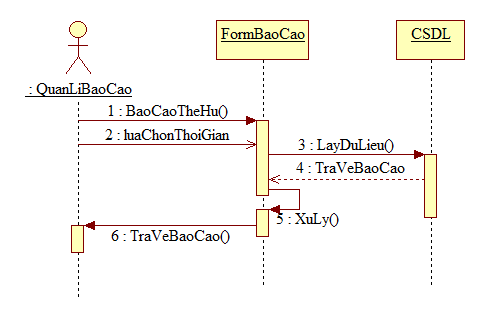 FormBaoCao
CSDL
: QuanLiBaoCao
1 : BaoCaoTheHu()
2 : luaChonThoiGian
3 : LayDuLieu()
4 : TraVeBaoCao
5 : XuLy()
6 : TraVeBaoCao()